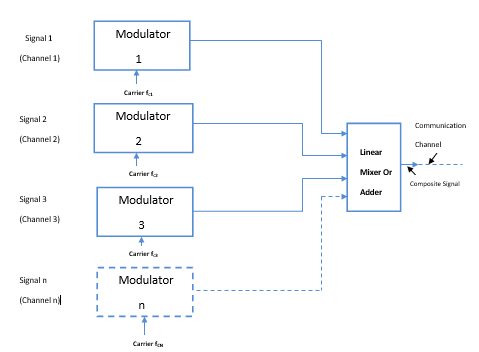 Signal 1
(Channel 1)
Modulator
1
Carrier fc1
Signal 2
(Channel 2)
Modulator
2
Carrier fc2
Signal 3
(Channel 3)
Modulator
3
Carrier fc3
Signal n
(Channel n)
Modulator
n
Carrier fCN
Linear
Mixer Or
Adder
Communication
Channel
Composite Signal